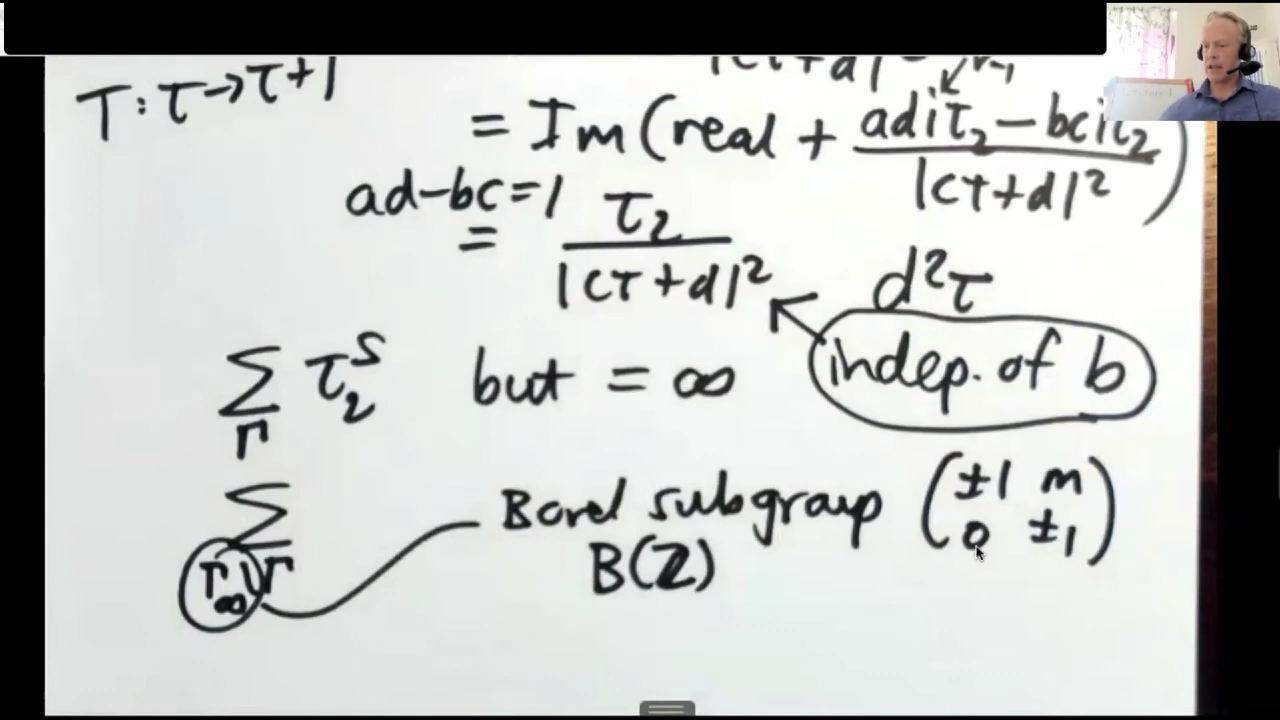 T: τ→τ+1
= Im(real + (adiτ₂ − bciτ₂)/|cτ+d|²)
ad−bc=1
= τ₂/|cτ+d|²
d²τ
indep. of b
∑_Γ τ₂ˢ but = ∞
∑_{Γ∞\Γ} Borel subgroup (±1 m
0 ±1)
B(ℤ)